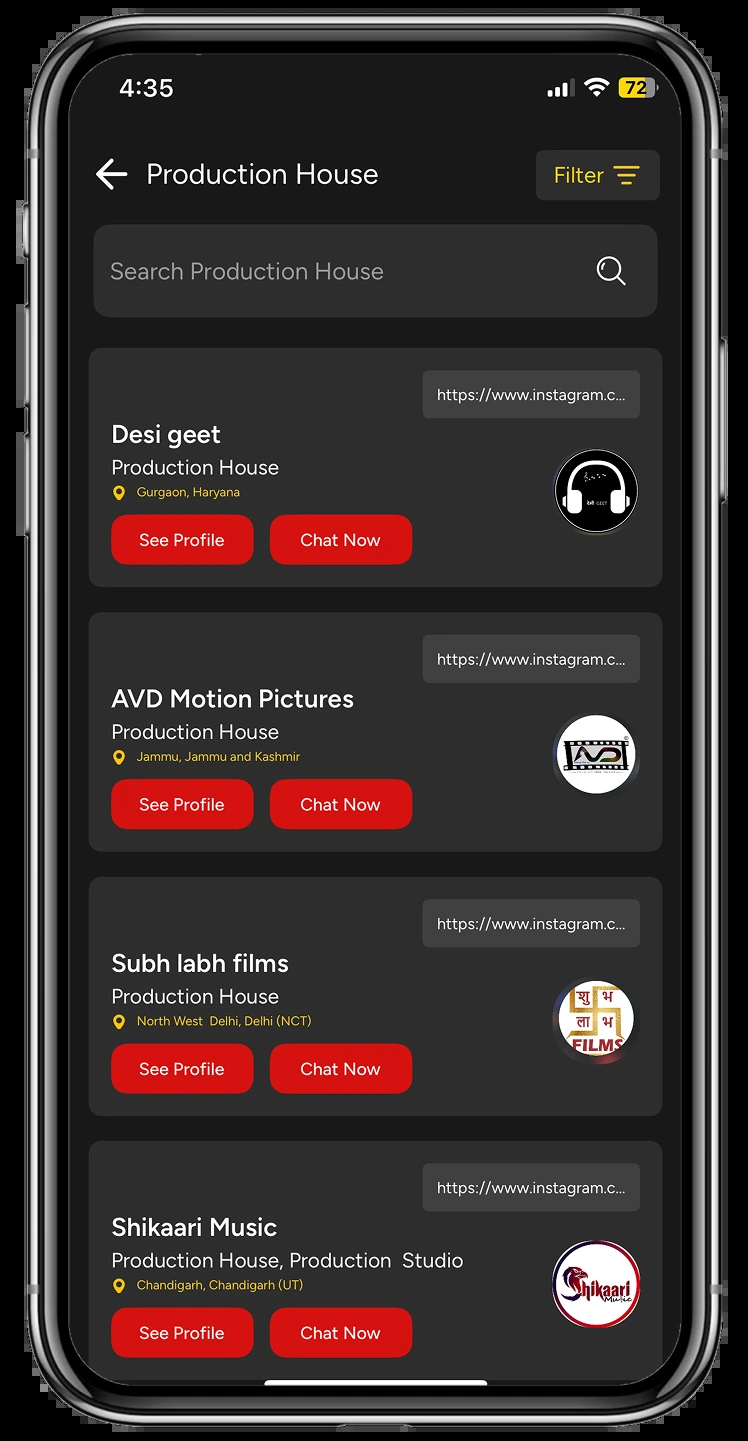 4:35
72
Production House
Filter
Search Production House
https://www.instagram.c...
Desi geet
Production House
Gurgaon, Haryana
देसी GEET
See Profile
Chat Now
https://www.instagram.c...
AVD Motion Pictures
Production House
Jammu, Jammu and Kashmir
AVD
See Profile
Chat Now
https://www.instagram.c...
Subh labh films
Production House
North West  Delhi, Delhi (NCT)
शु भ
ला भ
FILMS
See Profile
Chat Now
https://www.instagram.c...
Shikaari Music
Production House, Production  Studio
Chandigarh, Chandigarh (UT)
Shikaari
Music
See Profile
Chat Now